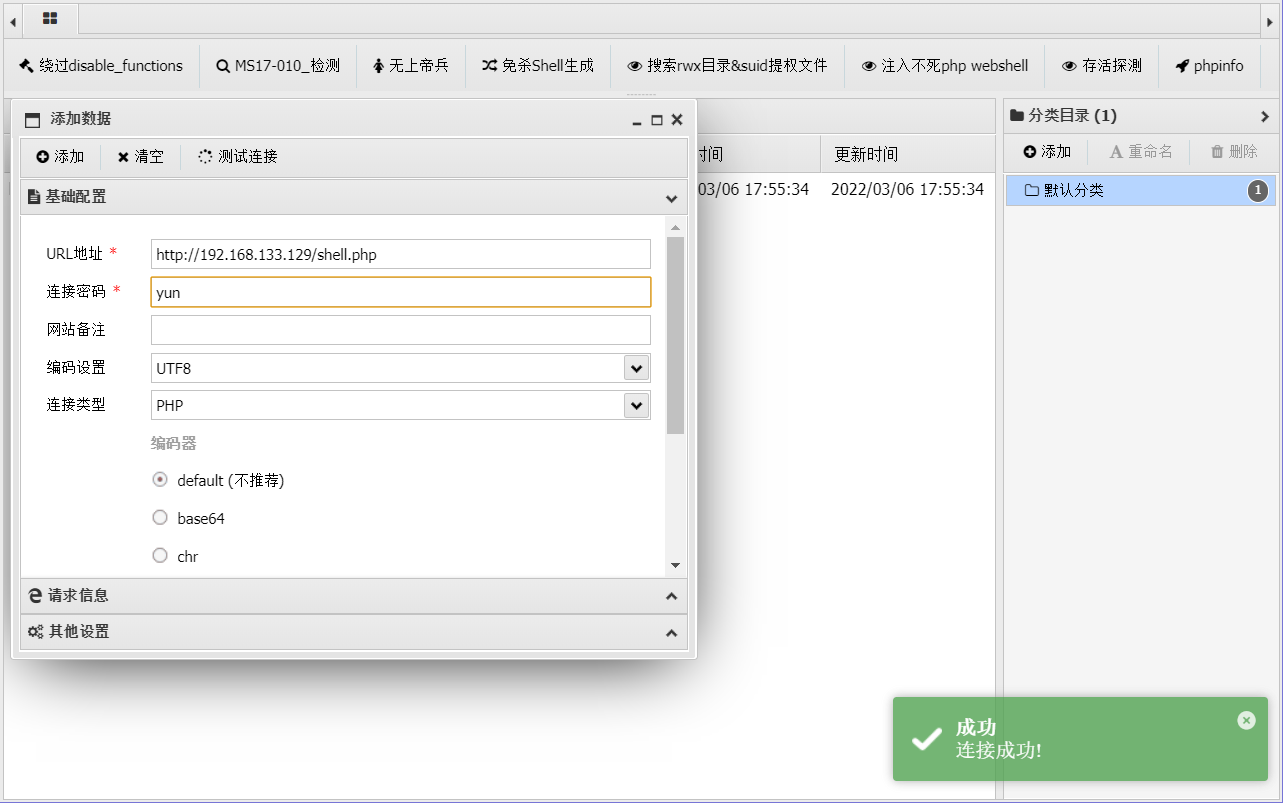 绕过disable_functions MS17-010_检测 无上帝兵 免杀Shell生成 搜索rwx目录&suid提权文件 注入不死php webshell 存活探测 phpinfo
添加数据
添加 清空 测试连接
基础配置
URL地址 * http://192.168.133.129/shell.php
连接密码 * yun
网站备注
编码设置 UTF8
连接类型 PHP
编码器
default (不推荐)
base64
chr
请求信息
其他设置
时间 更新时间
03/06 17:55:34 2022/03/06 17:55:34
分类目录 (1)
添加 重命名 删除
默认分类 1
成功
连接成功!